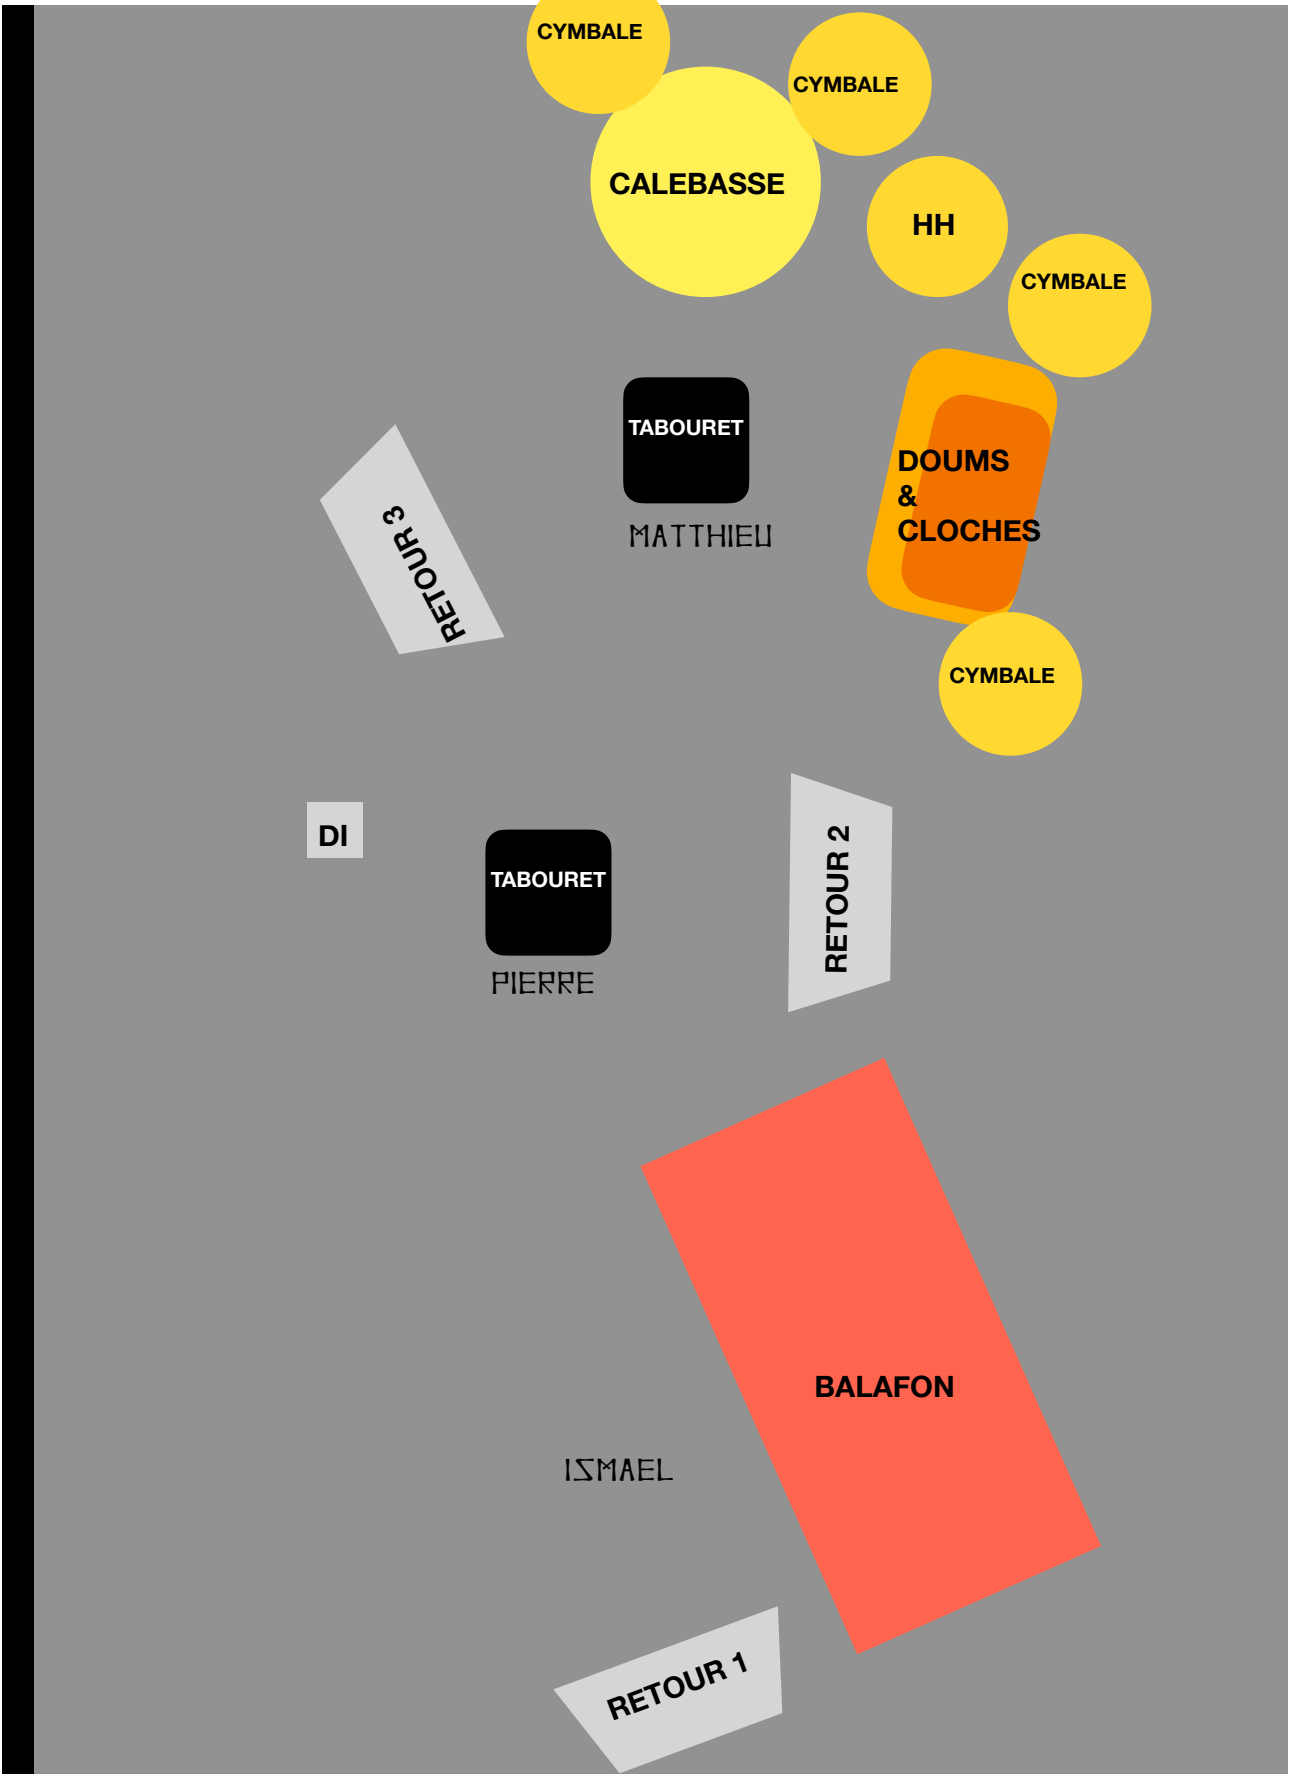 CYMBALE
CYMBALE
CALEBASSE
HH
CYMBALE
TABOURET
DOUMS
&
CLOCHES
MATTHIEU
RETOUR 3
CYMBALE
DI
RETOUR 2
TABOURET
PIERRE
BALAFON
ISMAEL
RETOUR 1